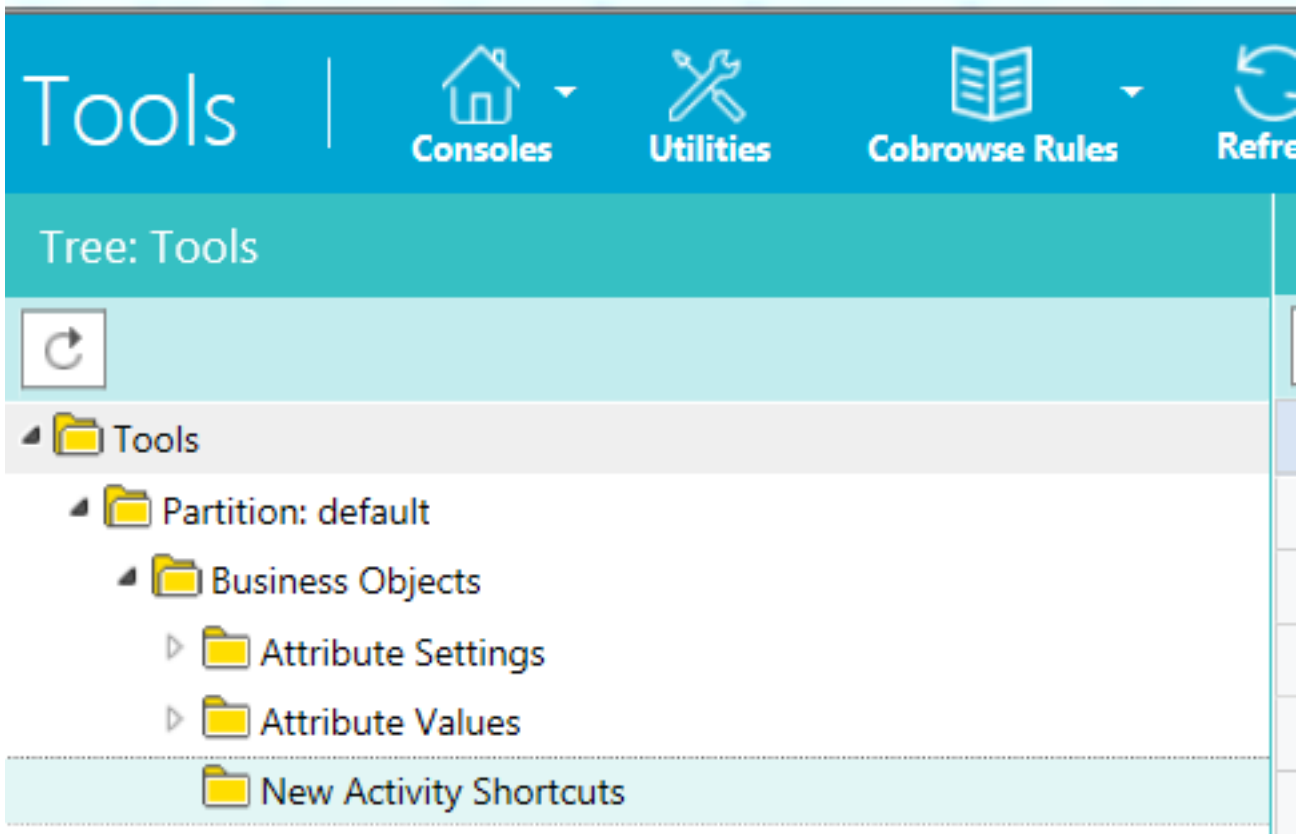 Tools
Consoles
Utilities
Cobrowse Rules
Tree: Tools
Tools
Partition: default
Business Objects
Attribute Settings
Attribute Values
New Activity Shortcuts